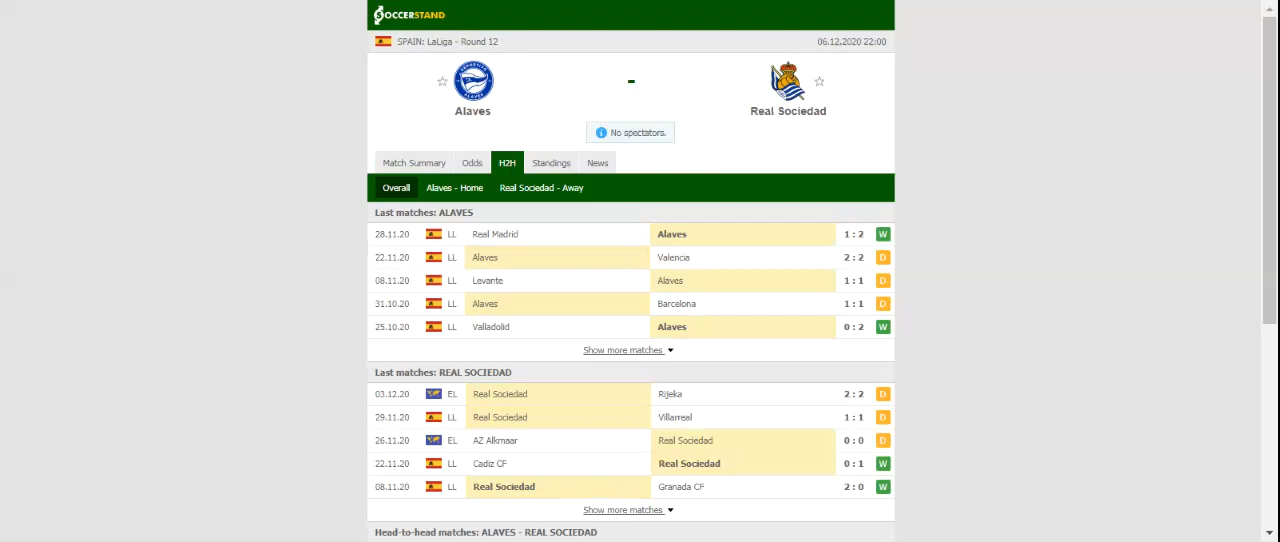 SOCCERSTAND
SPAIN: LaLiga - Round 12 06.12.2020 22:00
-
Alaves Real Sociedad
No spectators.
Match Summary Odds H2H Standings News
Overall Alaves - Home Real Sociedad - Away
Last matches: ALAVES
28.11.20 LL Real Madrid Alaves 1 : 2 W
22.11.20 LL Alaves Valencia 2 : 2 D
08.11.20 LL Levante Alaves 1 : 1 D
31.10.20 LL Alaves Barcelona 1 : 1 D
25.10.20 LL Valladolid Alaves 0 : 2 W
Show more matches
Last matches: REAL SOCIEDAD
03.12.20 EL Real Sociedad Rijeka 2 : 2 D
29.11.20 LL Real Sociedad Villarreal 1 : 1 D
26.11.20 EL AZ Alkmaar Real Sociedad 0 : 0 D
22.11.20 LL Cadiz CF Real Sociedad 0 : 1 W
08.11.20 LL Real Sociedad Granada CF 2 : 0 W
Show more matches
Head-to-head matches: ALAVES - REAL SOCIEDAD